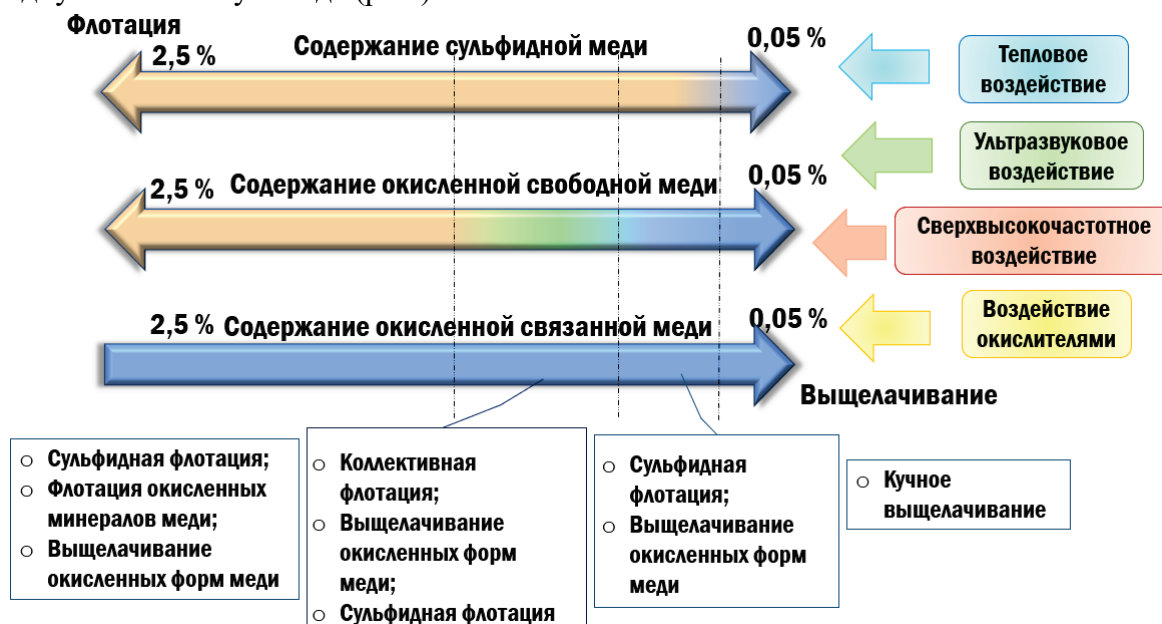 Флотация
2,5 %
Содержание сульфидной меди
0,05 %
Тепловое
воздействие
Ультразвуковое
воздействие
2,5 %
Содержание окисленной свободной меди
0,05 %
Сверхвысокочастотное
воздействие
2,5 %
Содержание окисленной связанной меди
0,05 %
Воздействие
окислителями
Выщелачивание
○ Сульфидная флотация;
○ Флотация окисленных
минералов меди;
○ Выщелачивание
окисленных форм меди
○ Коллективная
флотация;
○ Выщелачивание
окисленных форм
меди;
○ Сульфидная флотация
○ Сульфидная
флотация;
○ Выщелачивание
окисленных форм
меди
○ Кучное
выщелачивание